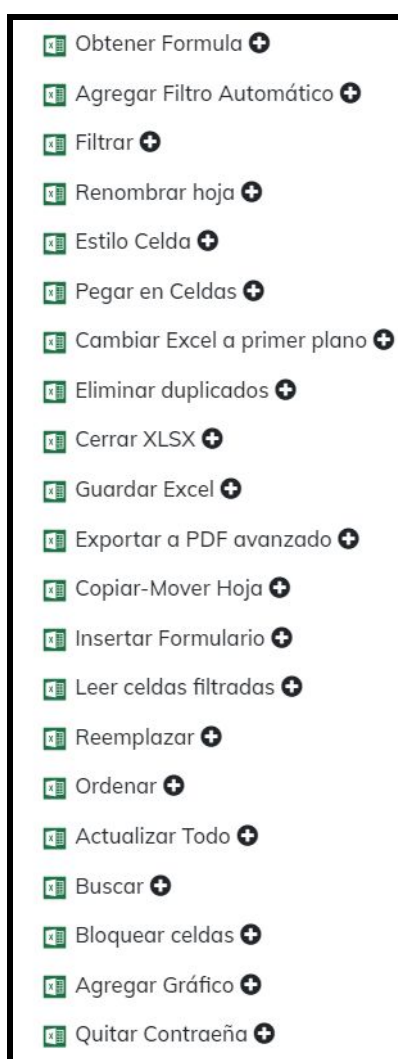 Obtener Formula
Agregar Filtro Automático
Filtrar
Renombrar hoja
Estilo Celda
Pegar en Celdas
Cambiar Excel a primer plano
Eliminar duplicados
Cerrar XLSX
Guardar Excel
Exportar a PDF avanzado
Copiar-Mover Hoja
Insertar Formulario
Leer celdas filtradas
Reemplazar
Ordenar
Actualizar Todo
Buscar
Bloquear celdas
Agregar Gráfico
Quitar Contraeña